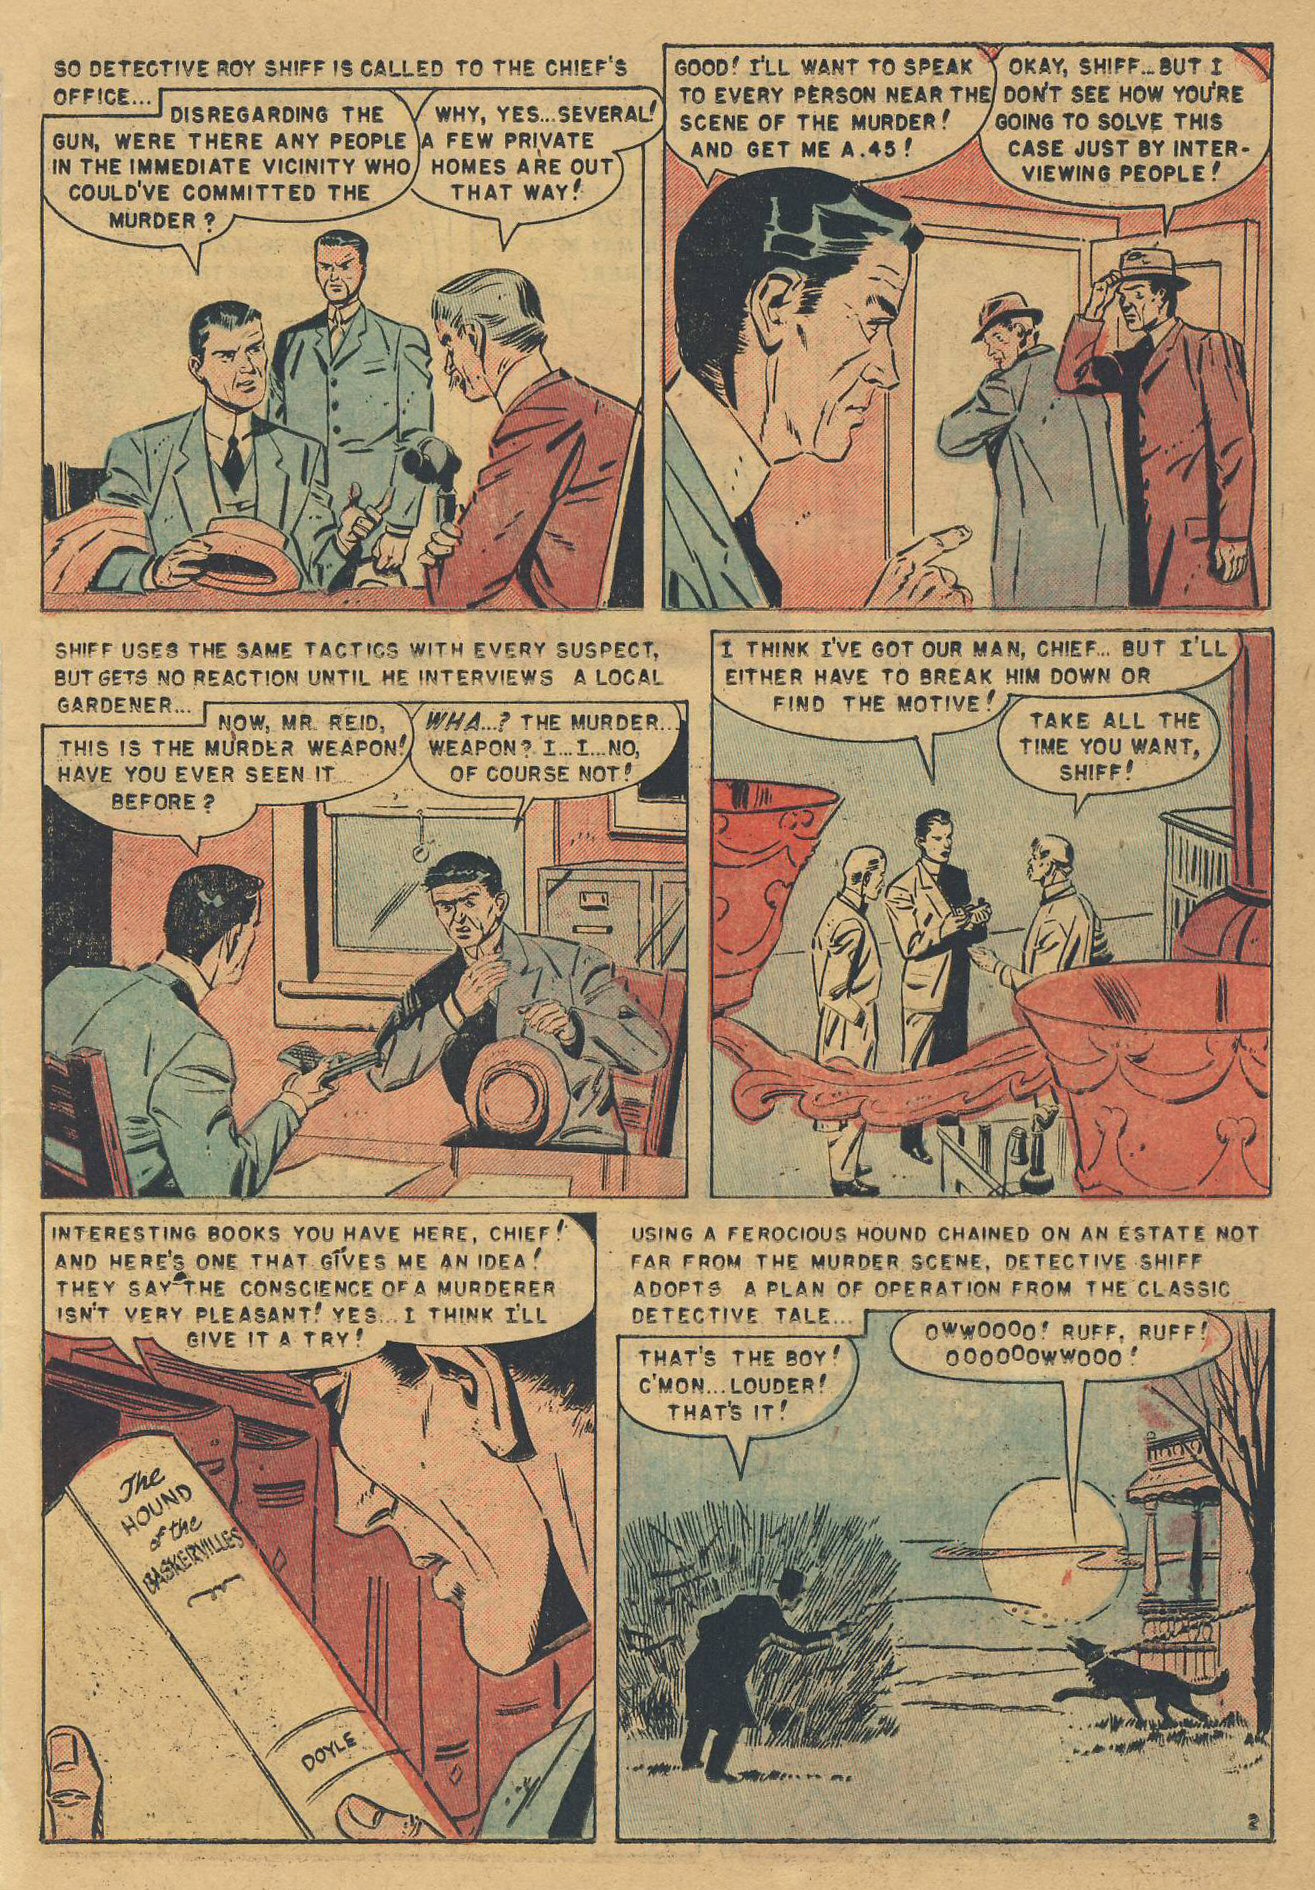 SO DETECTIVE ROY SHIFF IS CALLED TO THE CHIEF'S
OFFICE...
DISREGARDING THE
GUN, WERE THERE ANY PEOPLE
IN THE IMMEDIATE VICINITY WHO
COULD'VE COMMITTED THE
MURDER?
WHY, YES...SEVERAL!
A FEW PRIVATE
HOMES ARE OUT
THAT WAY!
GOOD! I'LL WANT TO SPEAK
TO EVERY PERSON NEAR THE
SCENE OF THE MURDER!
AND GET ME A .45!
OKAY, SHIFF...BUT I
DON'T SEE HOW YOU'RE
GOING TO SOLVE THIS
CASE JUST BY INTER-
VIEWING PEOPLE!
SHIFF USES THE SAME TACTICS WITH EVERY SUSPECT,
BUT GETS NO REACTION UNTIL HE INTERVIEWS A LOCAL
GARDENER...
NOW, MR. REID,
THIS IS THE MURDER WEAPON!
HAVE YOU EVER SEEN IT
BEFORE?
WHA...? THE MURDER...
WEAPON? I...I...NO,
OF COURSE NOT!
I THINK I'VE GOT OUR MAN, CHIEF... BUT I'LL
EITHER HAVE TO BREAK HIM DOWN OR
FIND THE MOTIVE!
TAKE ALL THE
TIME YOU WANT,
SHIFF!
INTERESTING BOOKS YOU HAVE HERE, CHIEF!
AND HERE'S ONE THAT GIVES ME AN IDEA!
THEY SAY THE CONSCIENCE OF A MURDERER
ISN'T VERY PLEASANT! YES...I THINK I'LL
GIVE IT A TRY!
The
HOUND
of the
BASKERVILLES
DOYLE
USING A FEROCIOUS HOUND CHAINED ON AN ESTATE NOT
FAR FROM THE MURDER SCENE, DETECTIVE SHIFF
ADOPTS A PLAN OF OPERATION FROM THE CLASSIC
DETECTIVE TALE...
THAT'S THE BOY!
C'MON...LOUDER!
THAT'S IT!
OWWOOOO! RUFF, RUFF!
OOOOOOWWOOO!
2